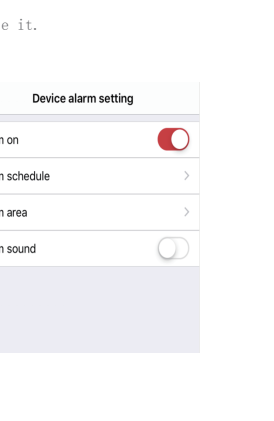 e it.
Device alarm setting
m on
m schedule
m area
m sound